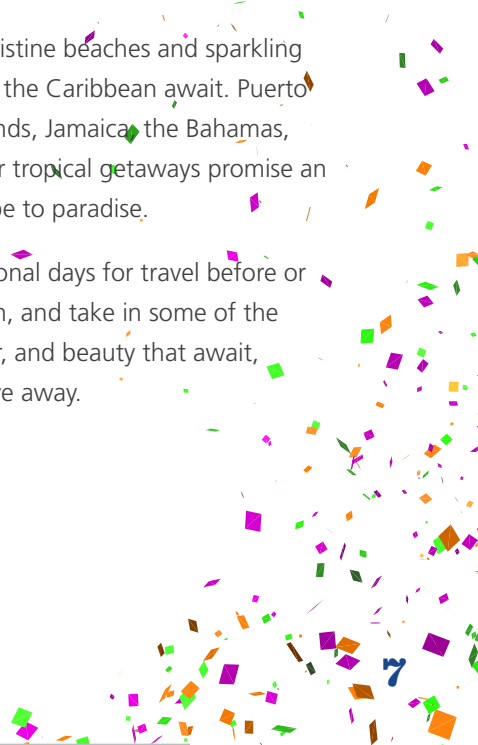 istine beaches and sparkling
the Caribbean await. Puerto
nds, Jamaica, the Bahamas,
r tropical getaways promise an
pe to paradise.
onal days for travel before or
n, and take in some of the
r, and beauty that await,
ve away.
7